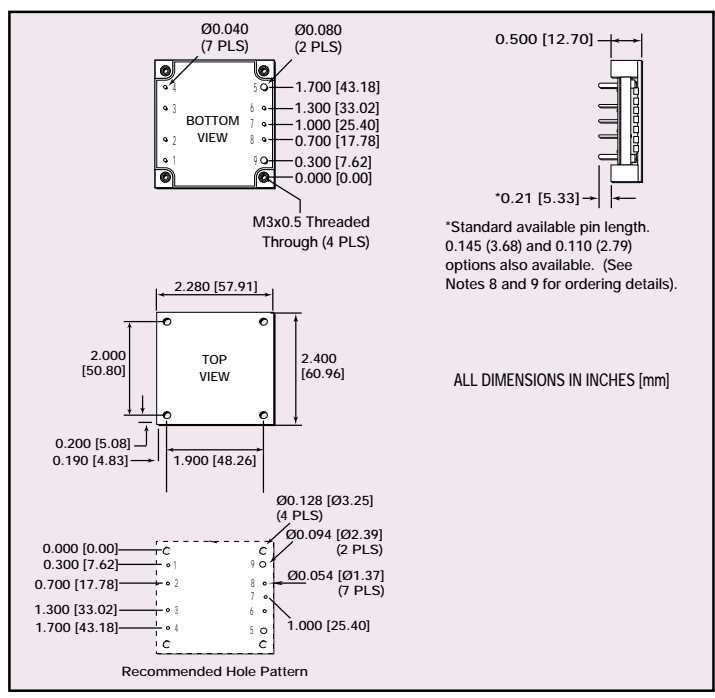 Ø0.040
(7 PLS)
Ø0.080
(2 PLS)
4
3
2
1
BOTTOM
VIEW
5
6
7
8
9
1.700 [43.18]
1.300 [33.02]
1.000 [25.40]
0.700 [17.78]
0.300 [7.62]
0.000 [0.00]
M3x0.5 Threaded
Through (4 PLS)
0.500 [12.70]
*0.21 [5.33]
*Standard available pin length.
0.145 (3.68) and 0.110 (2.79)
options also available. (See
Notes 8 and 9 for ordering details).
2.280 [57.91]
2.000
[50.80]
TOP
VIEW
2.400
[60.96]
0.200 [5.08]
0.190 [4.83]
1.900 [48.26]
ALL DIMENSIONS IN INCHES [mm]
Ø0.128 [Ø3.25]
(4 PLS)
Ø0.094 [Ø2.39]
(2 PLS)
Ø0.054 [Ø1.37]
(7 PLS)
0.000 [0.00]
0.300 [7.62]
0.700 [17.78]
1.300 [33.02]
1.700 [43.18]
1
2
3
4
9
8
7
6
5
1.000 [25.40]
Recommended Hole Pattern